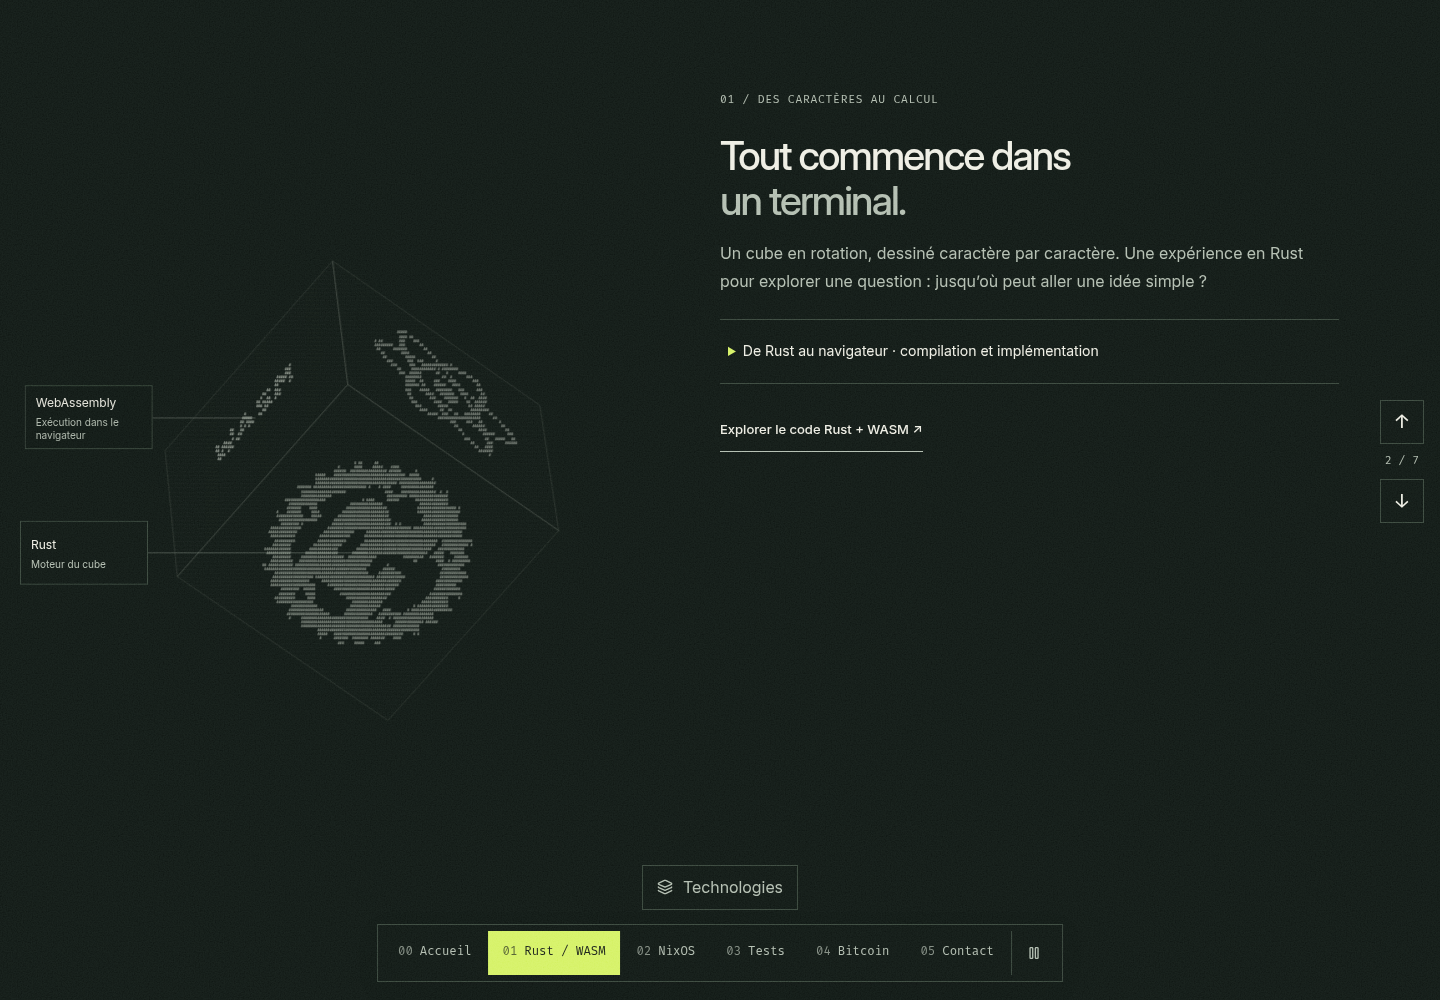 01 / DES CARACTÈRES AU CALCUL
Tout commence dans
un terminal.
Un cube en rotation, dessiné caractère par caractère. Une expérience en Rust
pour explorer une question : jusqu’où peut aller une idée simple ?
De Rust au navigateur · compilation et implémentation
Explorer le code Rust + WASM ↗
WebAssembly
Exécution dans le
navigateur
Rust
Moteur du cube
2 / 7
Technologies
00 Accueil 01 Rust / WASM 02 NixOS 03 Tests 04 Bitcoin 05 Contact